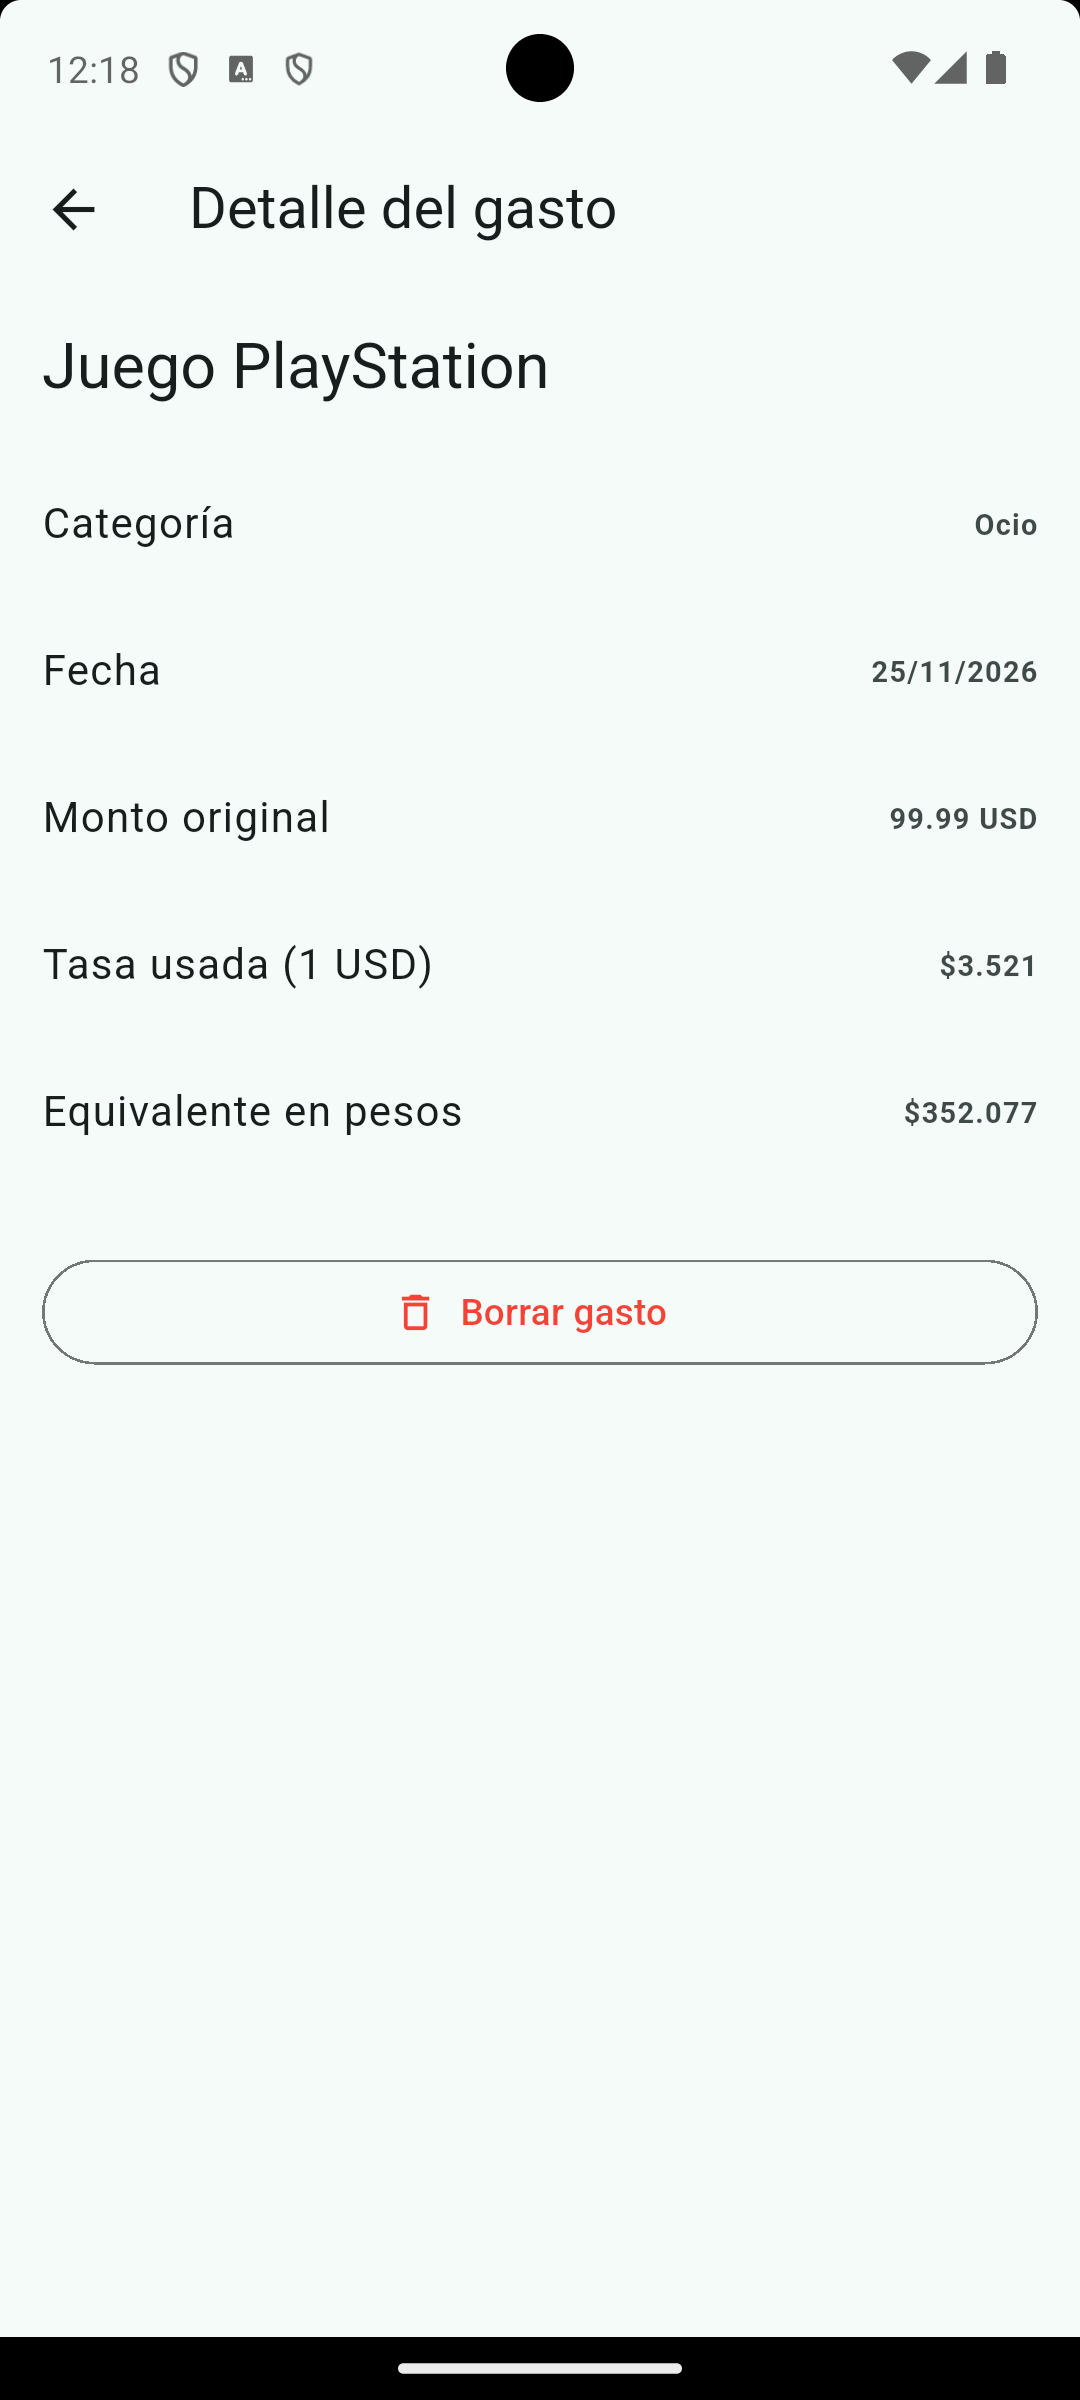 12:18
Detalle del gasto
Juego PlayStation
Categoría Ocio
Fecha 25/11/2026
Monto original 99.99 USD
Tasa usada (1 USD) $3.521
Equivalente en pesos $352.077
Borrar gasto